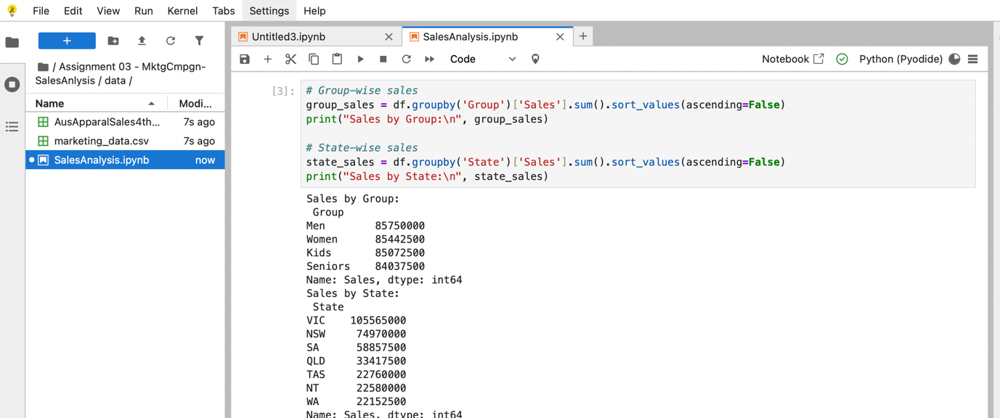 File Edit View Run Kernel Tabs Settings Help
+
/ Assignment 03 - MktgCmpgn-
SalesAnlysis / data /
Name Modi...
AusApparalSales4th... 7s ago
marketing_data.csv 7s ago
SalesAnalysis.ipynb now
Untitled3.ipynb
SalesAnalysis.ipynb
+
+ Code Notebook Python (Pyodide)
[3]:
# Group-wise sales
group_sales = df.groupby('Group')['Sales'].sum().sort_values(ascending=False)
print("Sales by Group:\n", group_sales)
# State-wise sales
state_sales = df.groupby('State')['Sales'].sum().sort_values(ascending=False)
print("Sales by State:\n", state_sales)
Sales by Group:
Group
Men 85750000
Women 85442500
Kids 85072500
Seniors 84037500
Name: Sales, dtype: int64
Sales by State:
State
VIC 105565000
NSW 74970000
SA 58857500
QLD 33417500
TAS 22760000
NT 22580000
WA 22152500
Name: Sales, dtype: int64